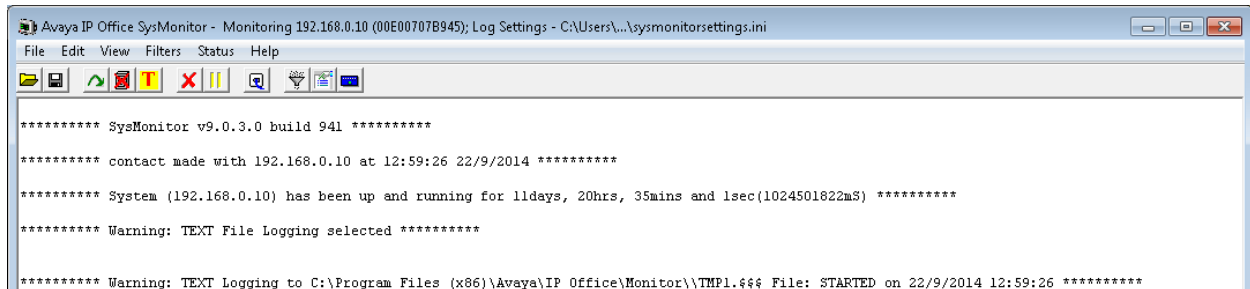 Avaya IP Office SysMonitor - Monitoring 192.168.0.10 (00E00707B945); Log Settings - C:\Users\...\sysmonitorsettings.ini
File Edit View Filters Status Help
T
********** SysMonitor v9.0.3.0 build 941 **********
********** contact made with 192.168.0.10 at 12:59:26 22/9/2014 **********
********** System (192.168.0.10) has been up and running for 11days, 20hrs, 35mins and 1sec(1024501822mS) **********
********** Warning: TEXT File Logging selected **********
********** Warning: TEXT Logging to C:\Program Files (x86)\Avaya\IP Office\Monitor\\TMP1.$$$ File: STARTED on 22/9/2014 12:59:26 **********